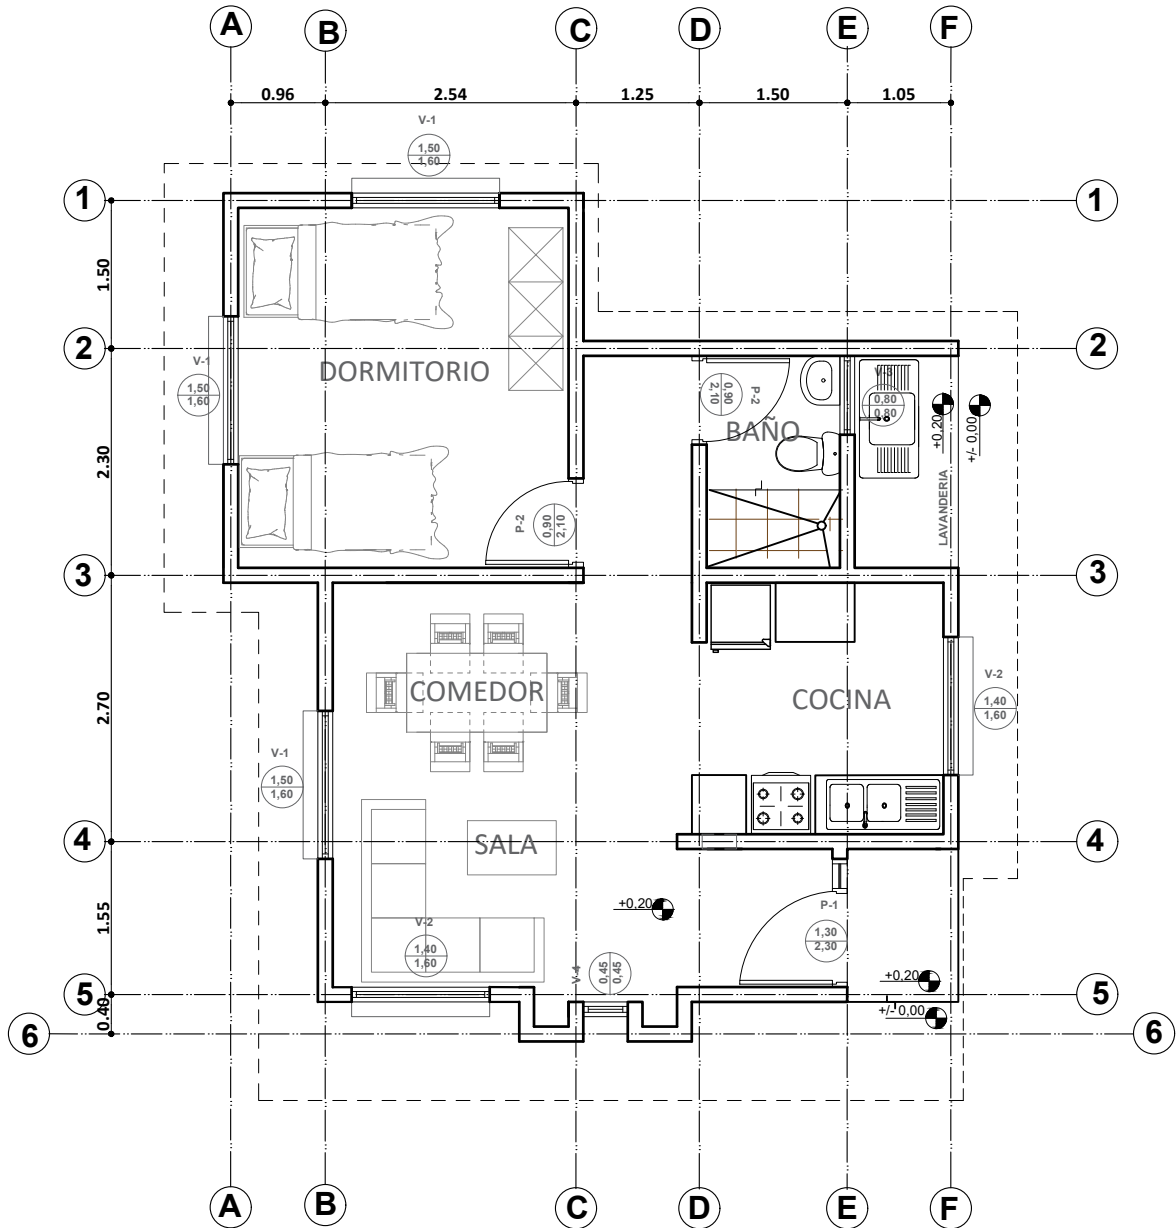 A
B
C
D
E
F
0.96
2.54
1.25
1.50
1.05
V-1
1,50
1,60
1
1
1.50
2
2
V-1
1,50
1,60
DORMITORIO
0,90
2,10
P-2
BAÑO
V-3
0,80
0,80
+0,20
+/- 0,00
2.30
LAVANDERIA
P-2
0,90
2,10
3
3
COMEDOR
COCINA
V-2
1,40
1,60
2.70
V-1
1,50
1,60
SALA
4
4
+0,20
P-1
1,30
2,30
1.55
V-2
1,40
1,60
V-4
0,45
0,45
+0,20
5
5
0.40
+/- 0,00
6
6
A
B
C
D
E
F